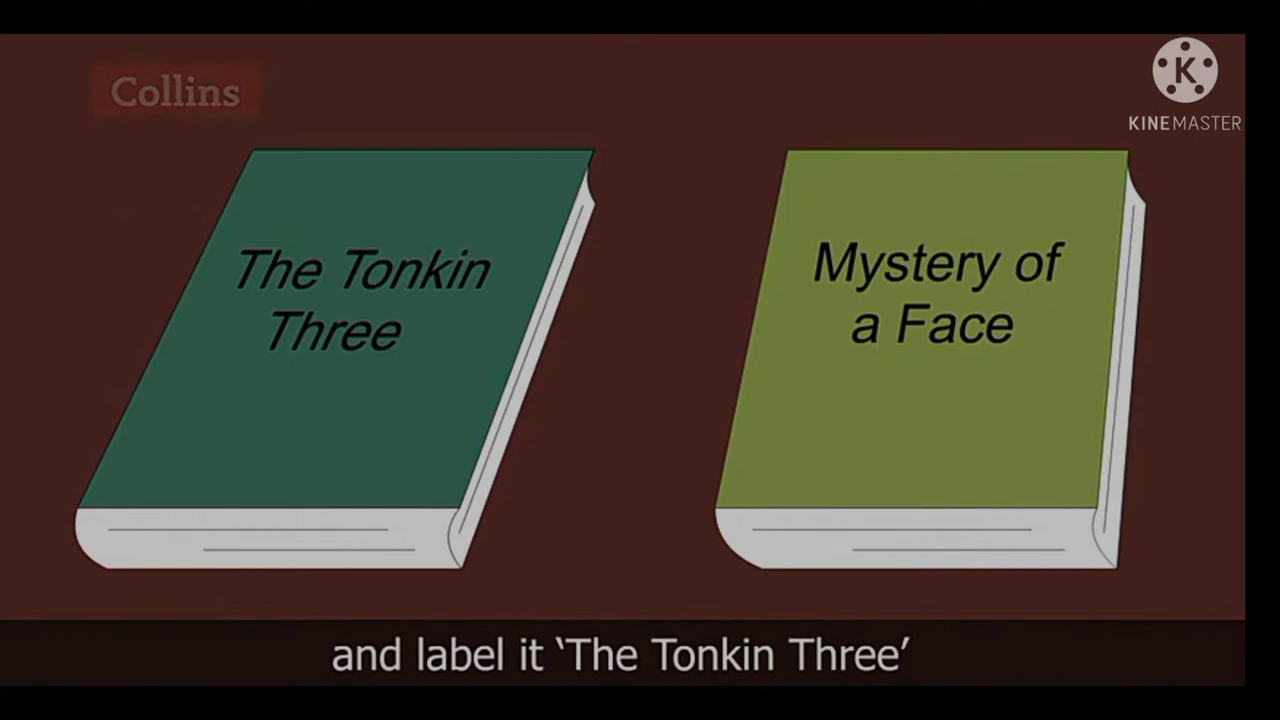 Collins
KINEMASTER
The Tonkin
Three
Mystery of
a Face
and label it ‘The Tonkin Three’